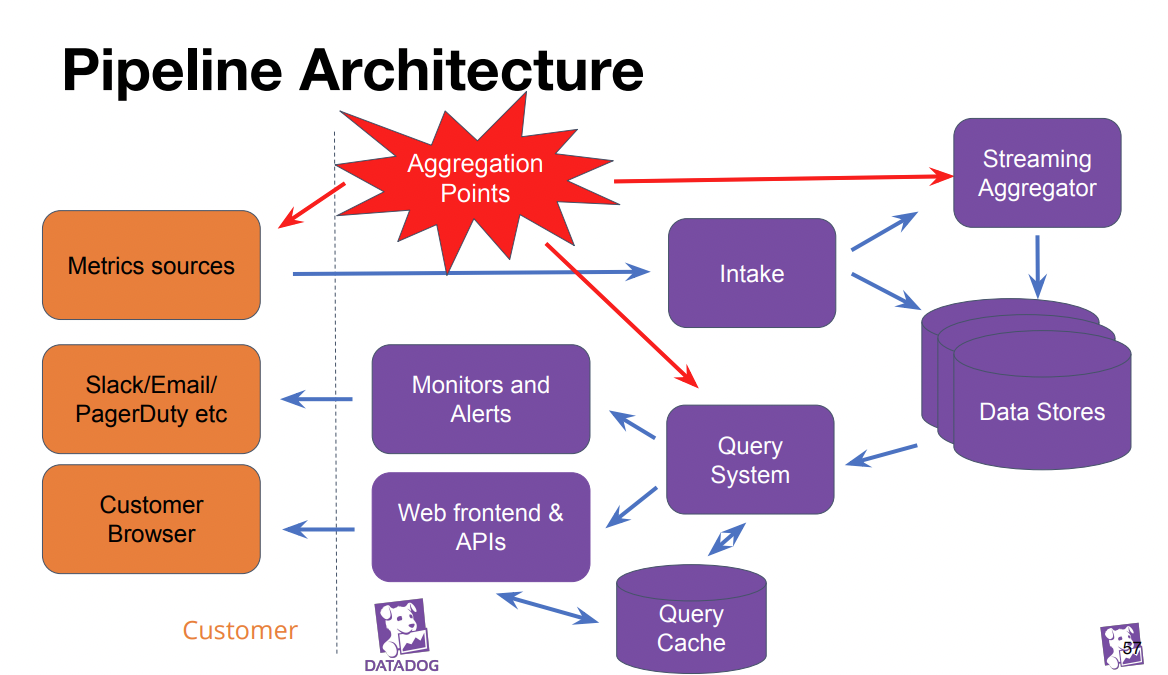 Pipeline Architecture
Aggregation
Points
Streaming
Aggregator
Metrics sources
Intake
Slack/Email/
PagerDuty etc
Monitors and
Alerts
Data Stores
Query
System
Customer
Browser
Web frontend &
APIs
Query
Cache
Customer
DATADOG
57